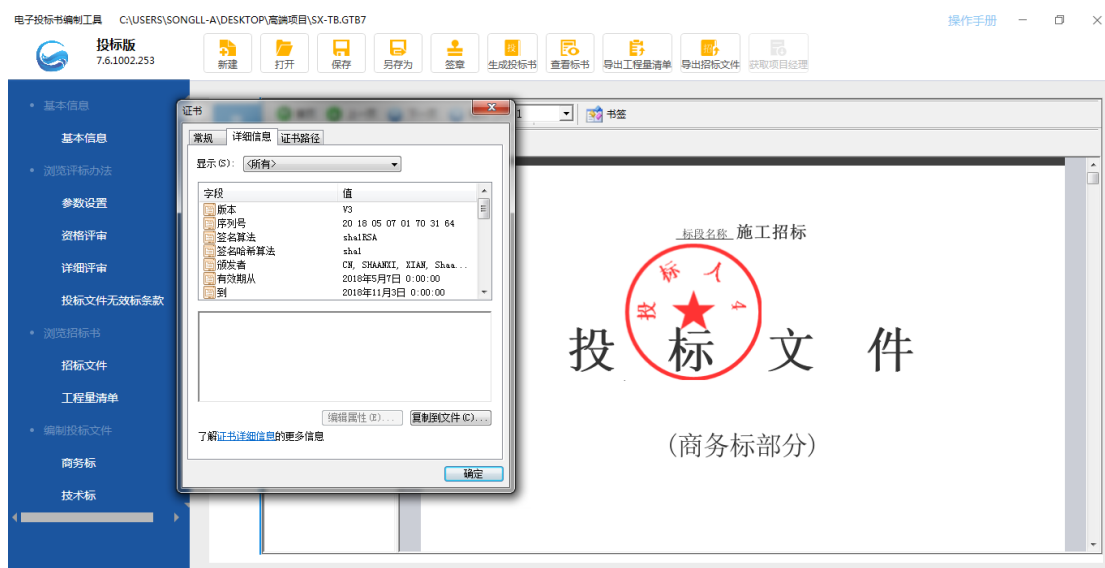 电子投标书编制工具 C:\USERS\SONGLL-A\DESKTOP\高端项目\SX-TB.GTB7 操作手册
投标版
7.6.1002.253
新建 打开 保存 另存为 签章 生成投标书 查看标书 导出工程量清单 导出招标文件 获取项目经理
基本信息
基本信息
浏览评标办法
参数设置
资格评审
详细评审
投标文件无效标条款
浏览招标书
招标文件
工程量清单
编制投标文件
商务标
技术标
证书
常规 详细信息 证书路径
显示(S): <所有>
字段 值
版本 V3
序列号 20 18 05 07 01 70 31 64
签名算法 sha1RSA
签名哈希算法 sha1
颁发者 CN, SHAANXI, XIAN, Shaa...
有效期从 2018年5月7日 0:00:00
到 2018年11月3日 0:00:00
编辑属性(E)... 复制到文件(C)...
了解证书详细信息的更多信息
确定
1 书签
标段名称 施工招标
投标人4
投标文件
(商务标部分)